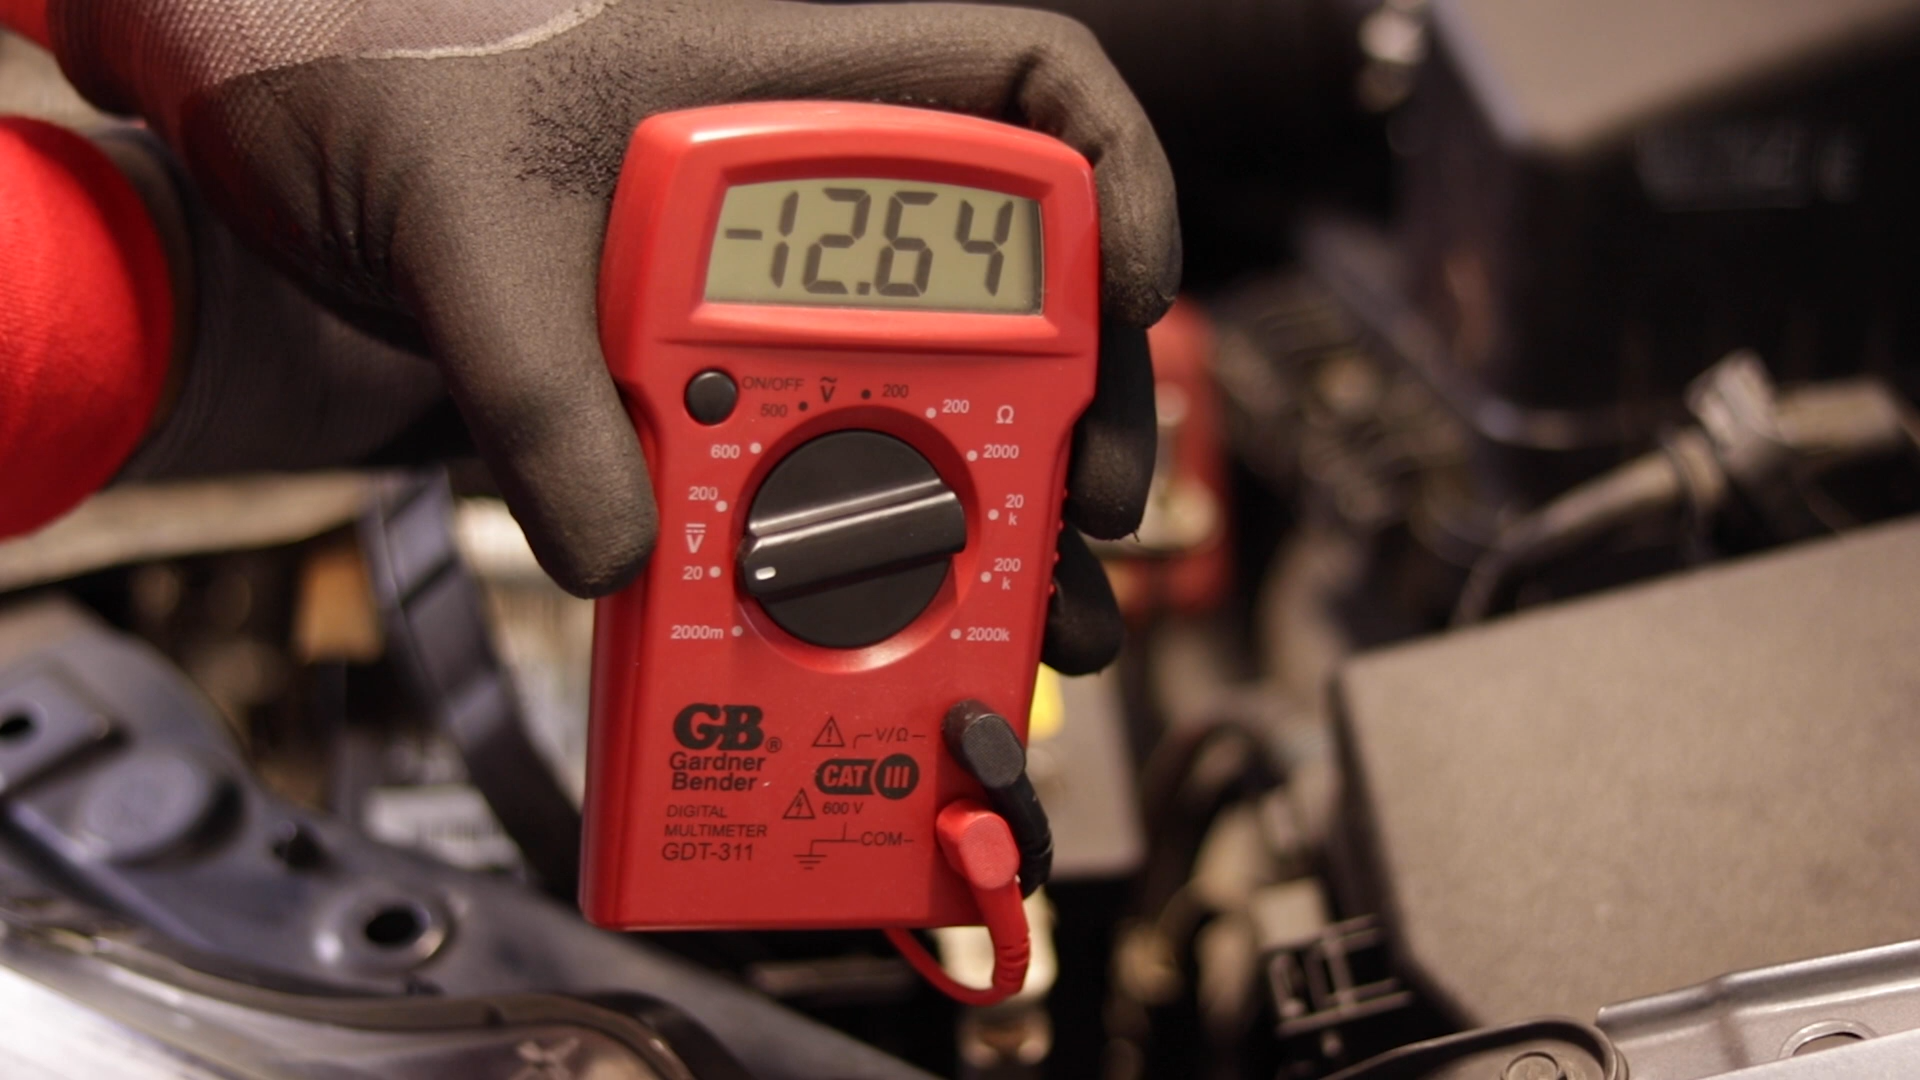 -12.64
ON/OFF
500 Ṽ 200
200 Ω
600
2000
200
20
k
V
20
200
k
2000m
2000k
GB®
Gardner
Bender
V/Ω
CAT III
600 V
DIGITAL
MULTIMETER
GDT-311
COM